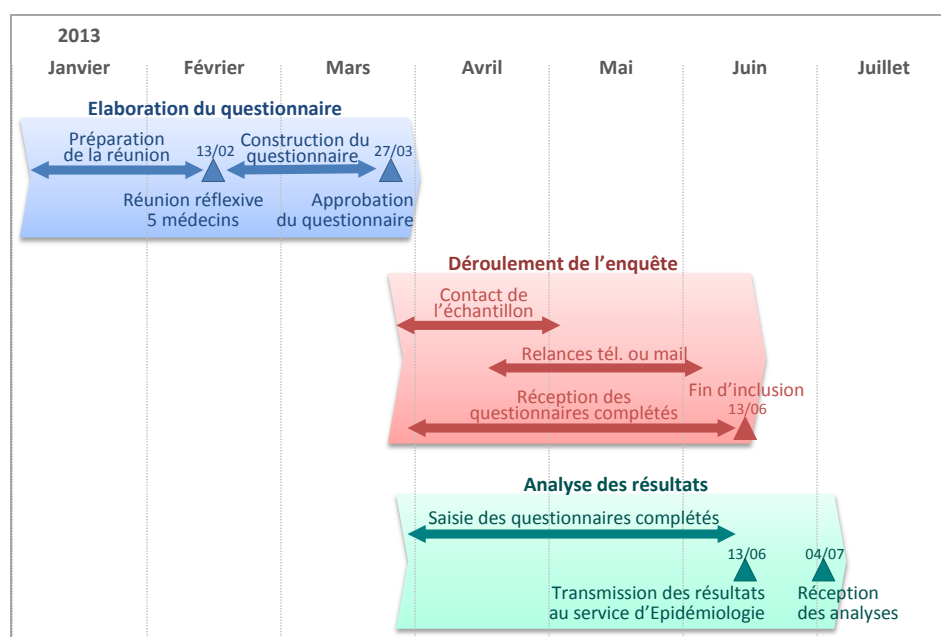 2013
Janvier Février Mars Avril Mai Juin Juillet
Elaboration du questionnaire
Préparation
de la réunion
13/02
Construction du
questionnaire
27/03
Réunion réflexive
5 médecins
Approbation
du questionnaire
Déroulement de l'enquête
Contact de
l'échantillon
Relances tél. ou mail
Réception des
questionnaires complétés
Fin d'inclusion
13/06
Analyse des résultats
Saisie des questionnaires complétés
13/06
04/07
Transmission des résultats
au service d'Epidémiologie
Réception
des analyses